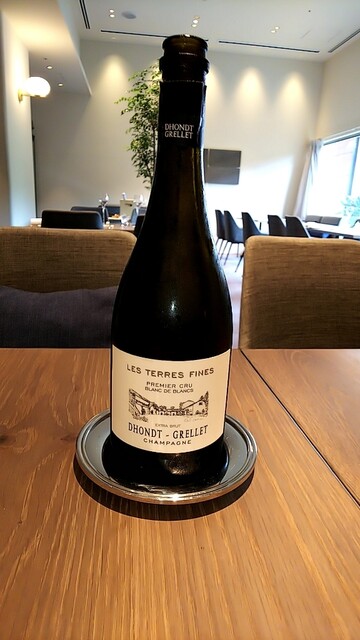 DHONDT
GRELLET
LES TERRES FINES
PREMIER CRU
BLANC DE BLANCS
EXTRA BRUT
DHONDT - GRELLET
CHAMPAGNE